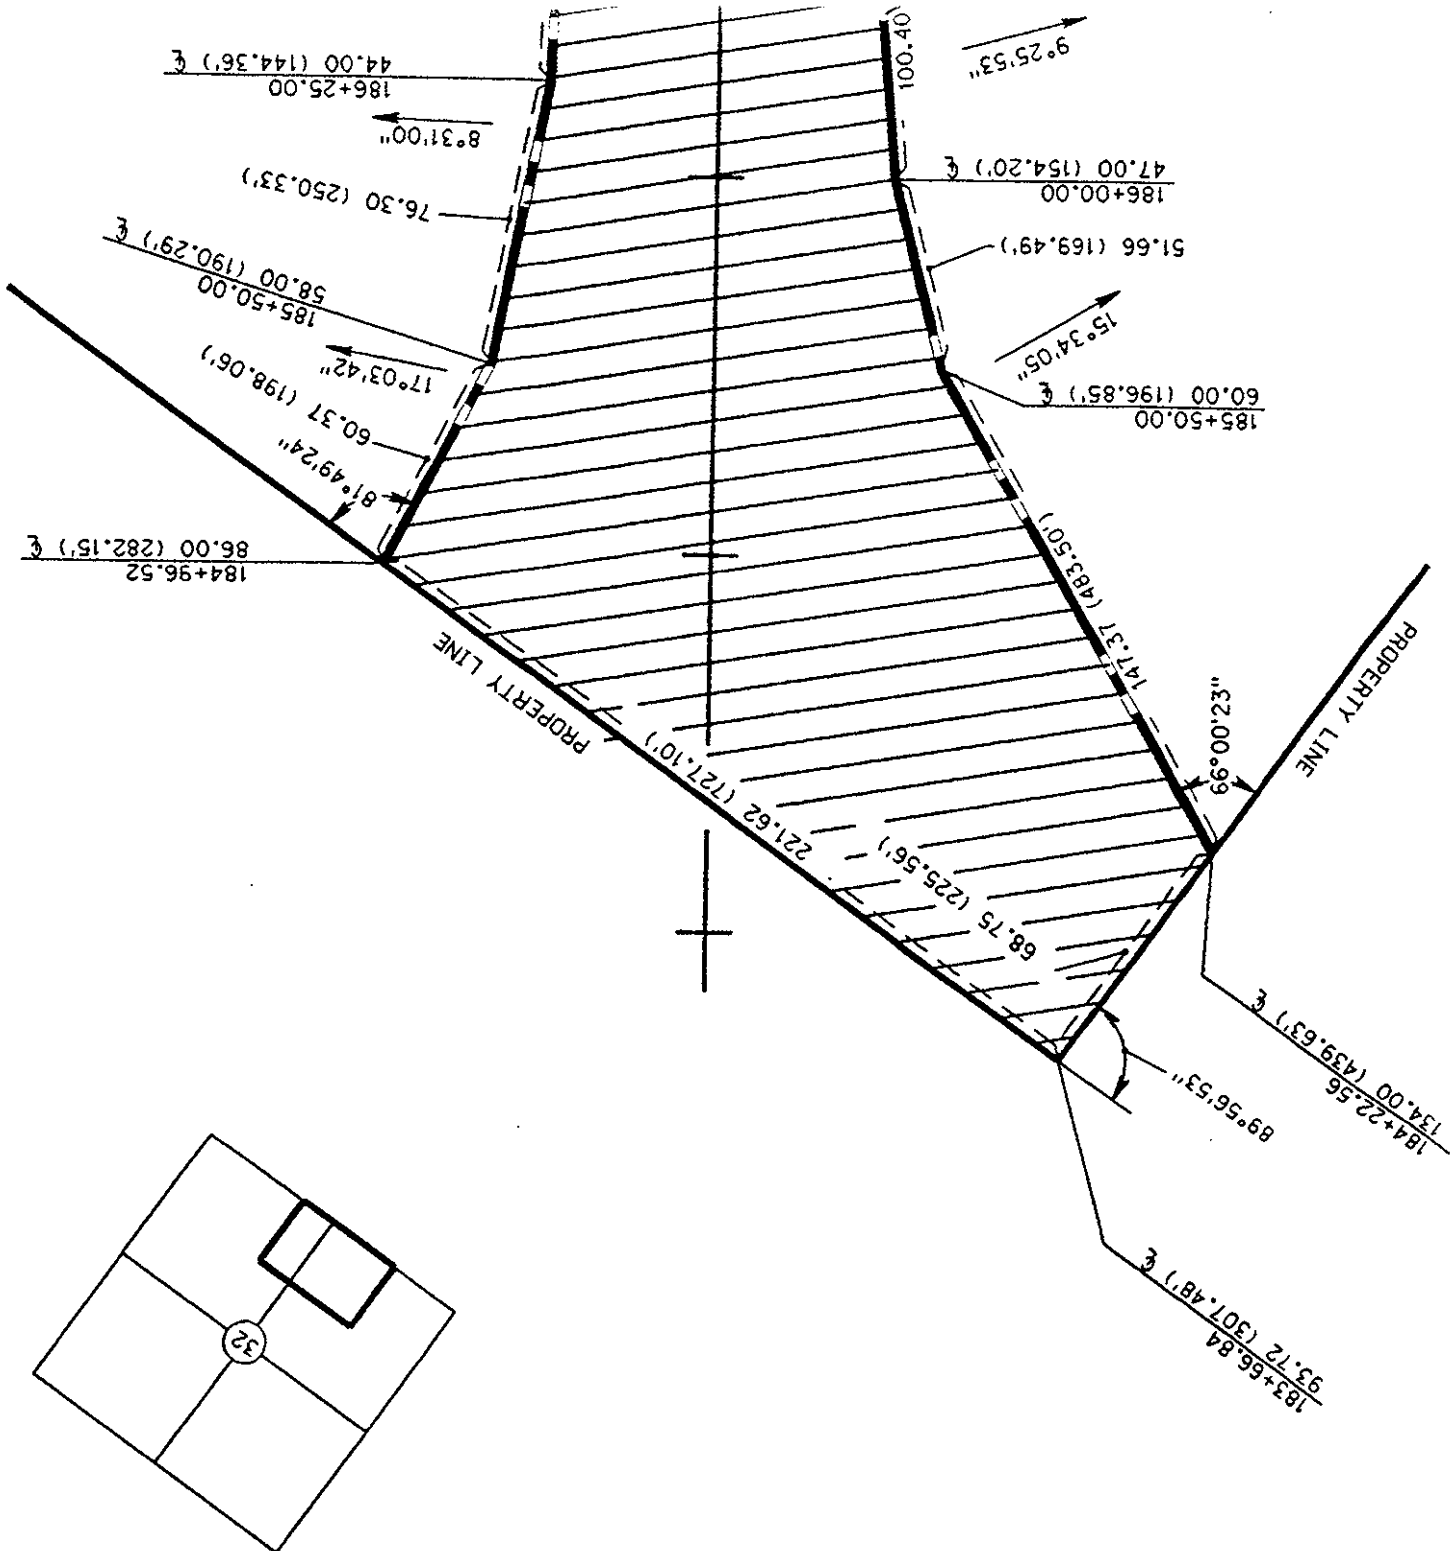 100.40
9°25'53"
186+25.00
44.00 (144.36') ℄
8°31'00"
186+00.00
47.00 (154.20') ℄
76.30 (250.33')
51.66 (169.49')
185+50.00
58.00 (190.29') ℄
17°03'42"
15°34'05"
185+50.00
60.00 (196.85') ℄
60.37 (198.06')
81°49'24"
184+96.52
86.00 (282.15') ℄
147.37 (483.50')
PROPERTY LINE
PROPERTY LINE
66°00'23"
221.62 (727.10')
68.75 (225.56')
184+22.56
134.00 (439.63') ℄
89°56'53"
183+66.84
93.72 (307.48') ℄
32